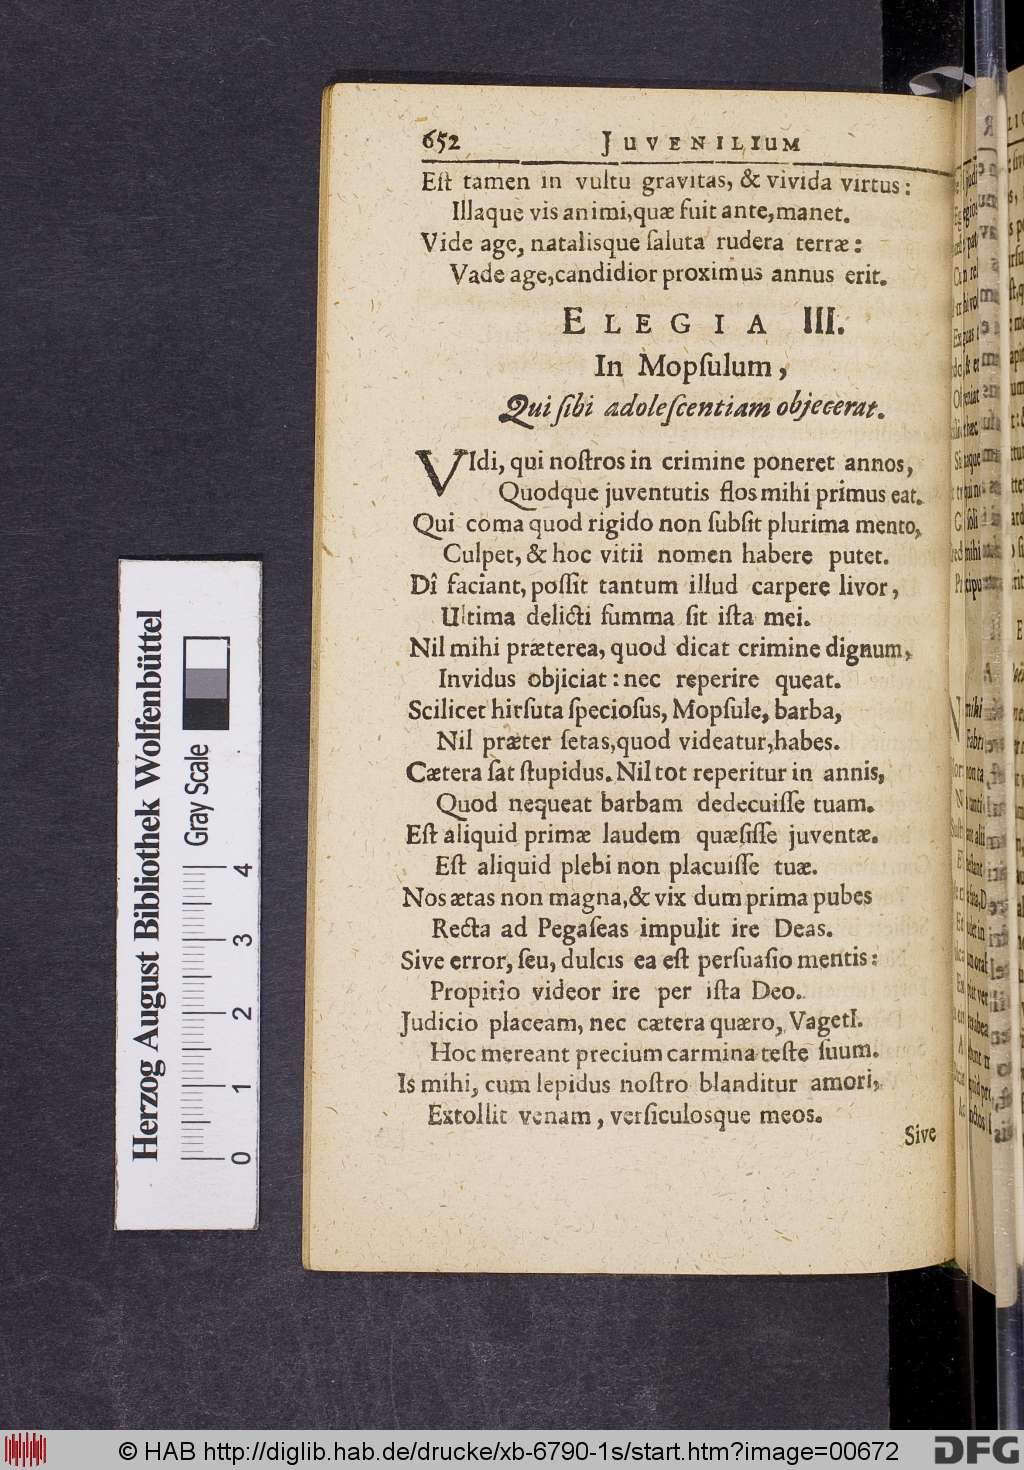 652 JUVENILIUM
Eſt tamen in vultu gravitas, & vivida virtus:
Illaque vis animi,quæ fuit ante,manet.
Vide age, natalisque ſaluta rudera terræ:
Vade age,candidior proximus annus erit.
ELEGIA III.
In Mopſulum,
Qui ſibi adoleſcentiam objecerat.
VIdi, qui noſtros in crimine poneret annos,
Quodque juventutis flos mihi primus eat.
Qui coma quod rigido non ſubſit plurima mento,
Culpet, & hoc vitii nomen habere putet.
Dî faciant, poſſit tantum illud carpere livor,
Ultima delicti ſumma ſit iſta mei.
Nil mihi præterea, quod dicat crimine dignum,
Invidus objiciat: nec reperire queat.
Scilicet hirſuta ſpecioſus, Mopſule, barba,
Nil præter ſetas,quod videatur,habes.
Cætera ſat ſtupidus. Nil tot reperitur in annis,
Quod nequeat barbam dedecuiſſe tuam.
Eſt aliquid primæ laudem quæſiſſe juventæ.
Eſt aliquid plebi non placuiſſe tuæ.
Nos ætas non magna,& vix dum prima pubes
Recta ad Pegaſeas impulit ire Deas.
Sive error, ſeu, dulcis ea eſt perſuaſio mentis:
Propitio videor ire per iſta Deo.
Judicio placeam, nec cætera quæro, VagetI.
Hoc mereant precium carmina teſte ſuum.
Is mihi, cum lepidus noſtro blanditur amori,
Extollit venam, verſiculosque meos.
Sive
Herzog August Bibliothek Wolfenbüttel
Gray Scale
0 1 2 3 4
© HAB http://diglib.hab.de/drucke/xb-6790-1s/start.htm?image=00672
DFG